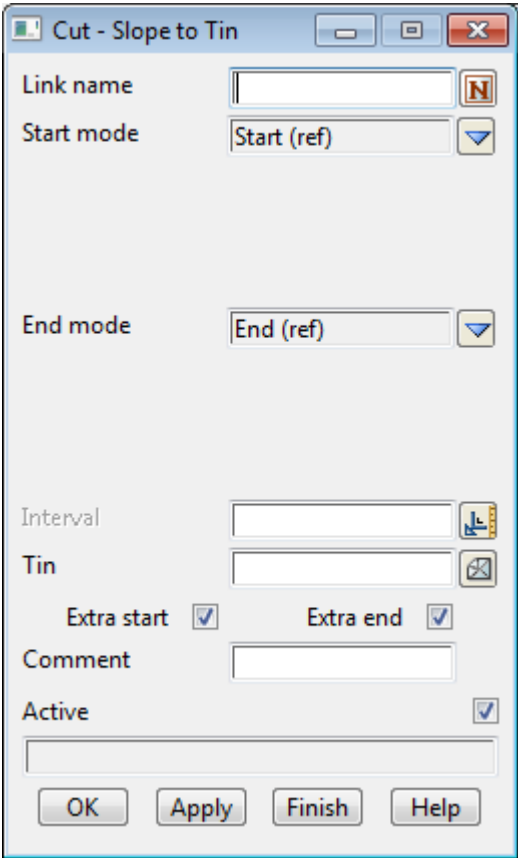 Cut - Slope to Tin
Link name
N
Start mode Start (ref)
End mode End (ref)
Interval
Tin
Extra start Extra end
Comment
Active
OK Apply Finish Help